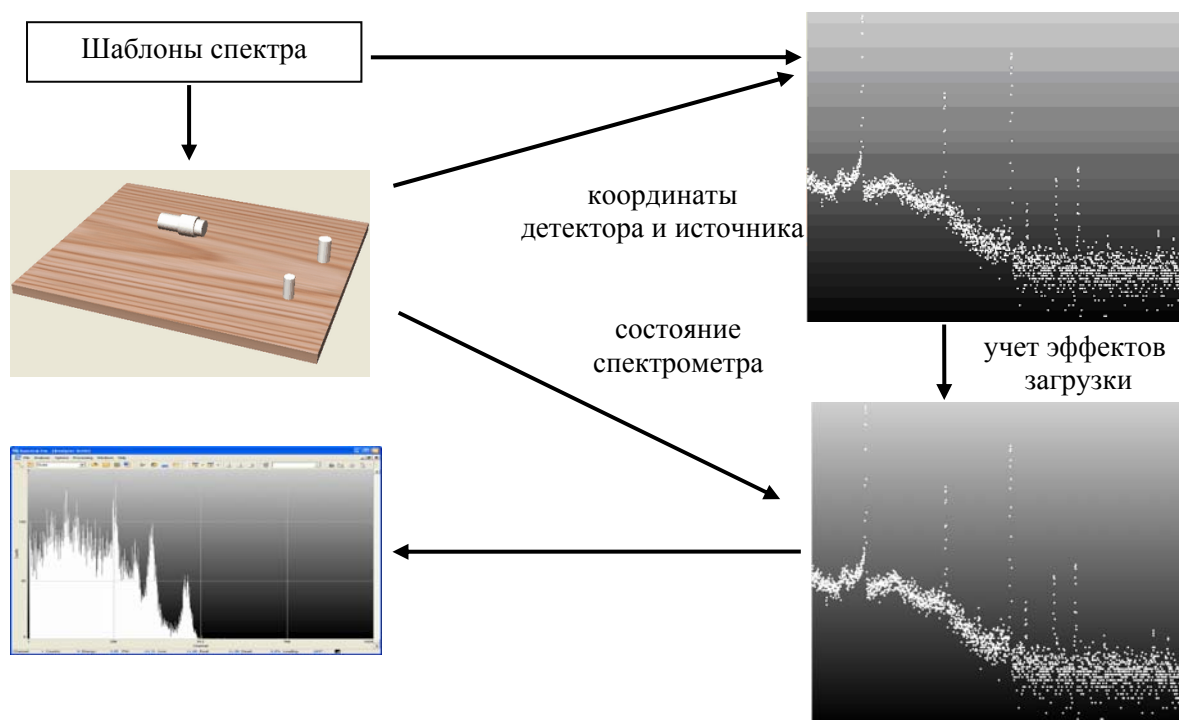 Шаблоны спектра
координаты
детектора и источника
состояние
спектрометра
учет эффектов
загрузки